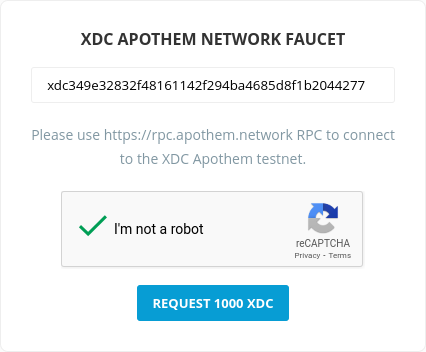 XDC APOTHEM NETWORK FAUCET
xdc349e32832f48161142f294ba4685d8f1b2044277
Please use https://rpc.apothem.network RPC to connect
to the XDC Apothem testnet.
I'm not a robot
reCAPTCHA
Privacy - Terms
REQUEST 1000 XDC